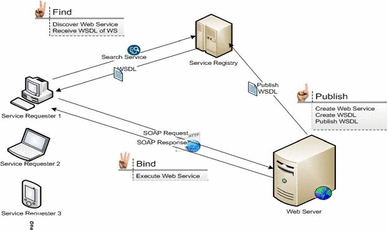 Find
Discover Web Service
Receive WSDL of WS
Search Service
WSDL
Service Registry
Publish
WSDL
Publish
Create Web Service
Create WSDL
Publish WSDL
Service Requester 1
SOAP Request
SOAP Response
Bind
Execute Web Service
Service Requester 2
Web Server
Service Requester 3